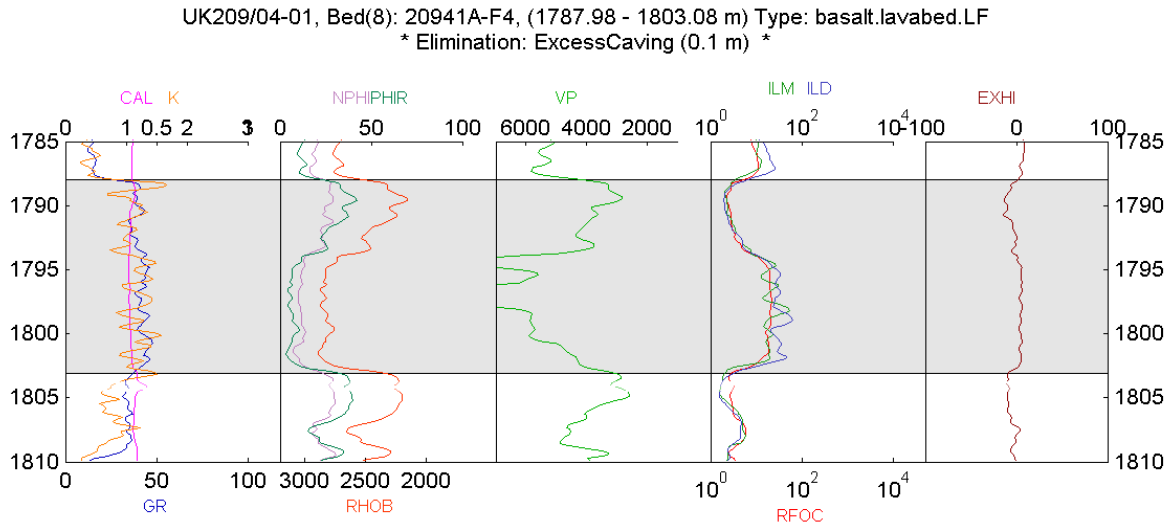 UK209/04-01, Bed(8): 20941A-F4, (1787.98 - 1803.08 m) Type: basalt.lavabed.LF
* Elimination: ExcessCaving (0.1 m) *
CAL K NPHI PHIR VP ILM ILD EXHI
0 1 0.5 2 3 0 50 100 6000 4000 2000 10^0 10^2 10^4 -100 0 100
1785 1785
1790 1790
1795 1795
1800 1800
1805 1805
1810 1810
0 50 100 3000 2500 2000 10^0 10^2 10^4
GR RHOB RFOC